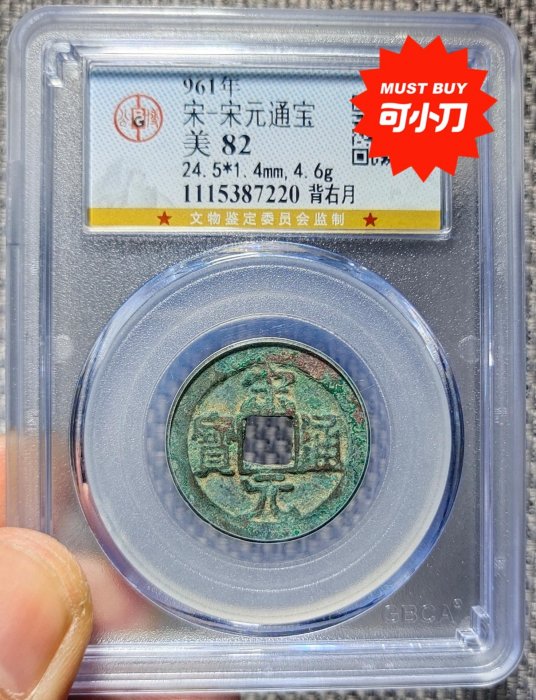 961年
宋-宋元通宝
美 82
24.5*1.4mm,4.6g
1115387220 背右月
★ 文物鉴定委员会监制 ★
MUST BUY
可小刀
G
宋
寶 通
元
GBCA